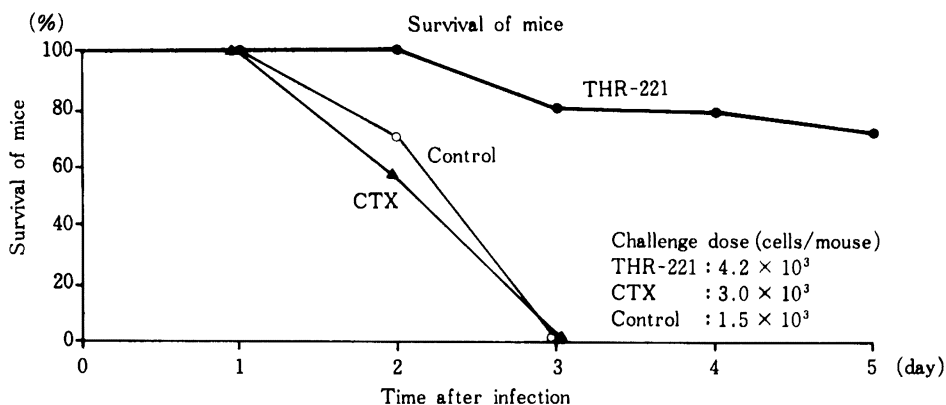 (%)
Survival of mice
100
80
60
40
20
0
Survival of mice
THR-221
Control
CTX
Challenge dose (cells/mouse)
THR-221 : 4.2 × 10³
CTX : 3.0 × 10³
Control : 1.5 × 10³
0 1 2 3 4 5 (day)
Time after infection